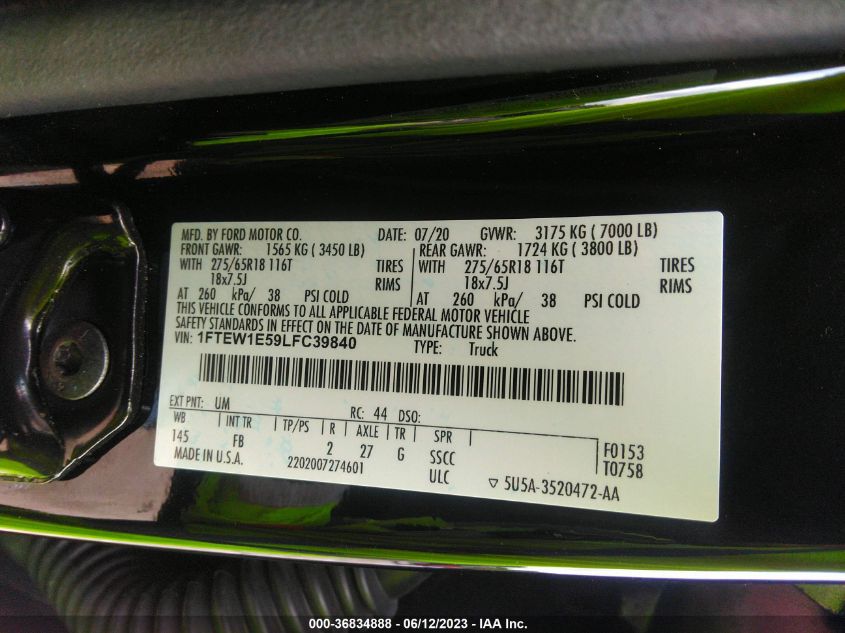 MFD. BY FORD MOTOR CO. DATE: 07/20 GVWR: 3175 KG ( 7000 LB)
FRONT GAWR: 1565 KG ( 3450 LB) REAR GAWR: 1724 KG ( 3800 LB)
WITH 275/65R18 116T TIRES WITH 275/65R18 116T TIRES
18x7.5J RIMS 18x7.5J RIMS
AT 260 kPa/ 38 PSI COLD AT 260 kPa/ 38 PSI COLD
THIS VEHICLE CONFORMS TO ALL APPLICABLE FEDERAL MOTOR VEHICLE
SAFETY STANDARDS IN EFFECT ON THE DATE OF MANUFACTURE SHOWN ABOVE.
VIN: 1FTEW1E59LFC39840 TYPE: Truck
EXT PNT: UM RC: 44 DSO:
WB INT TR TP/PS R AXLE TR SPR
145 FB 2 27 G SSCC F0153
MADE IN U.S.A. 2202007274601 ULC T0758
▽ 5U5A-3520472-AA
000-36834888 - 06/12/2023 - IAA Inc.